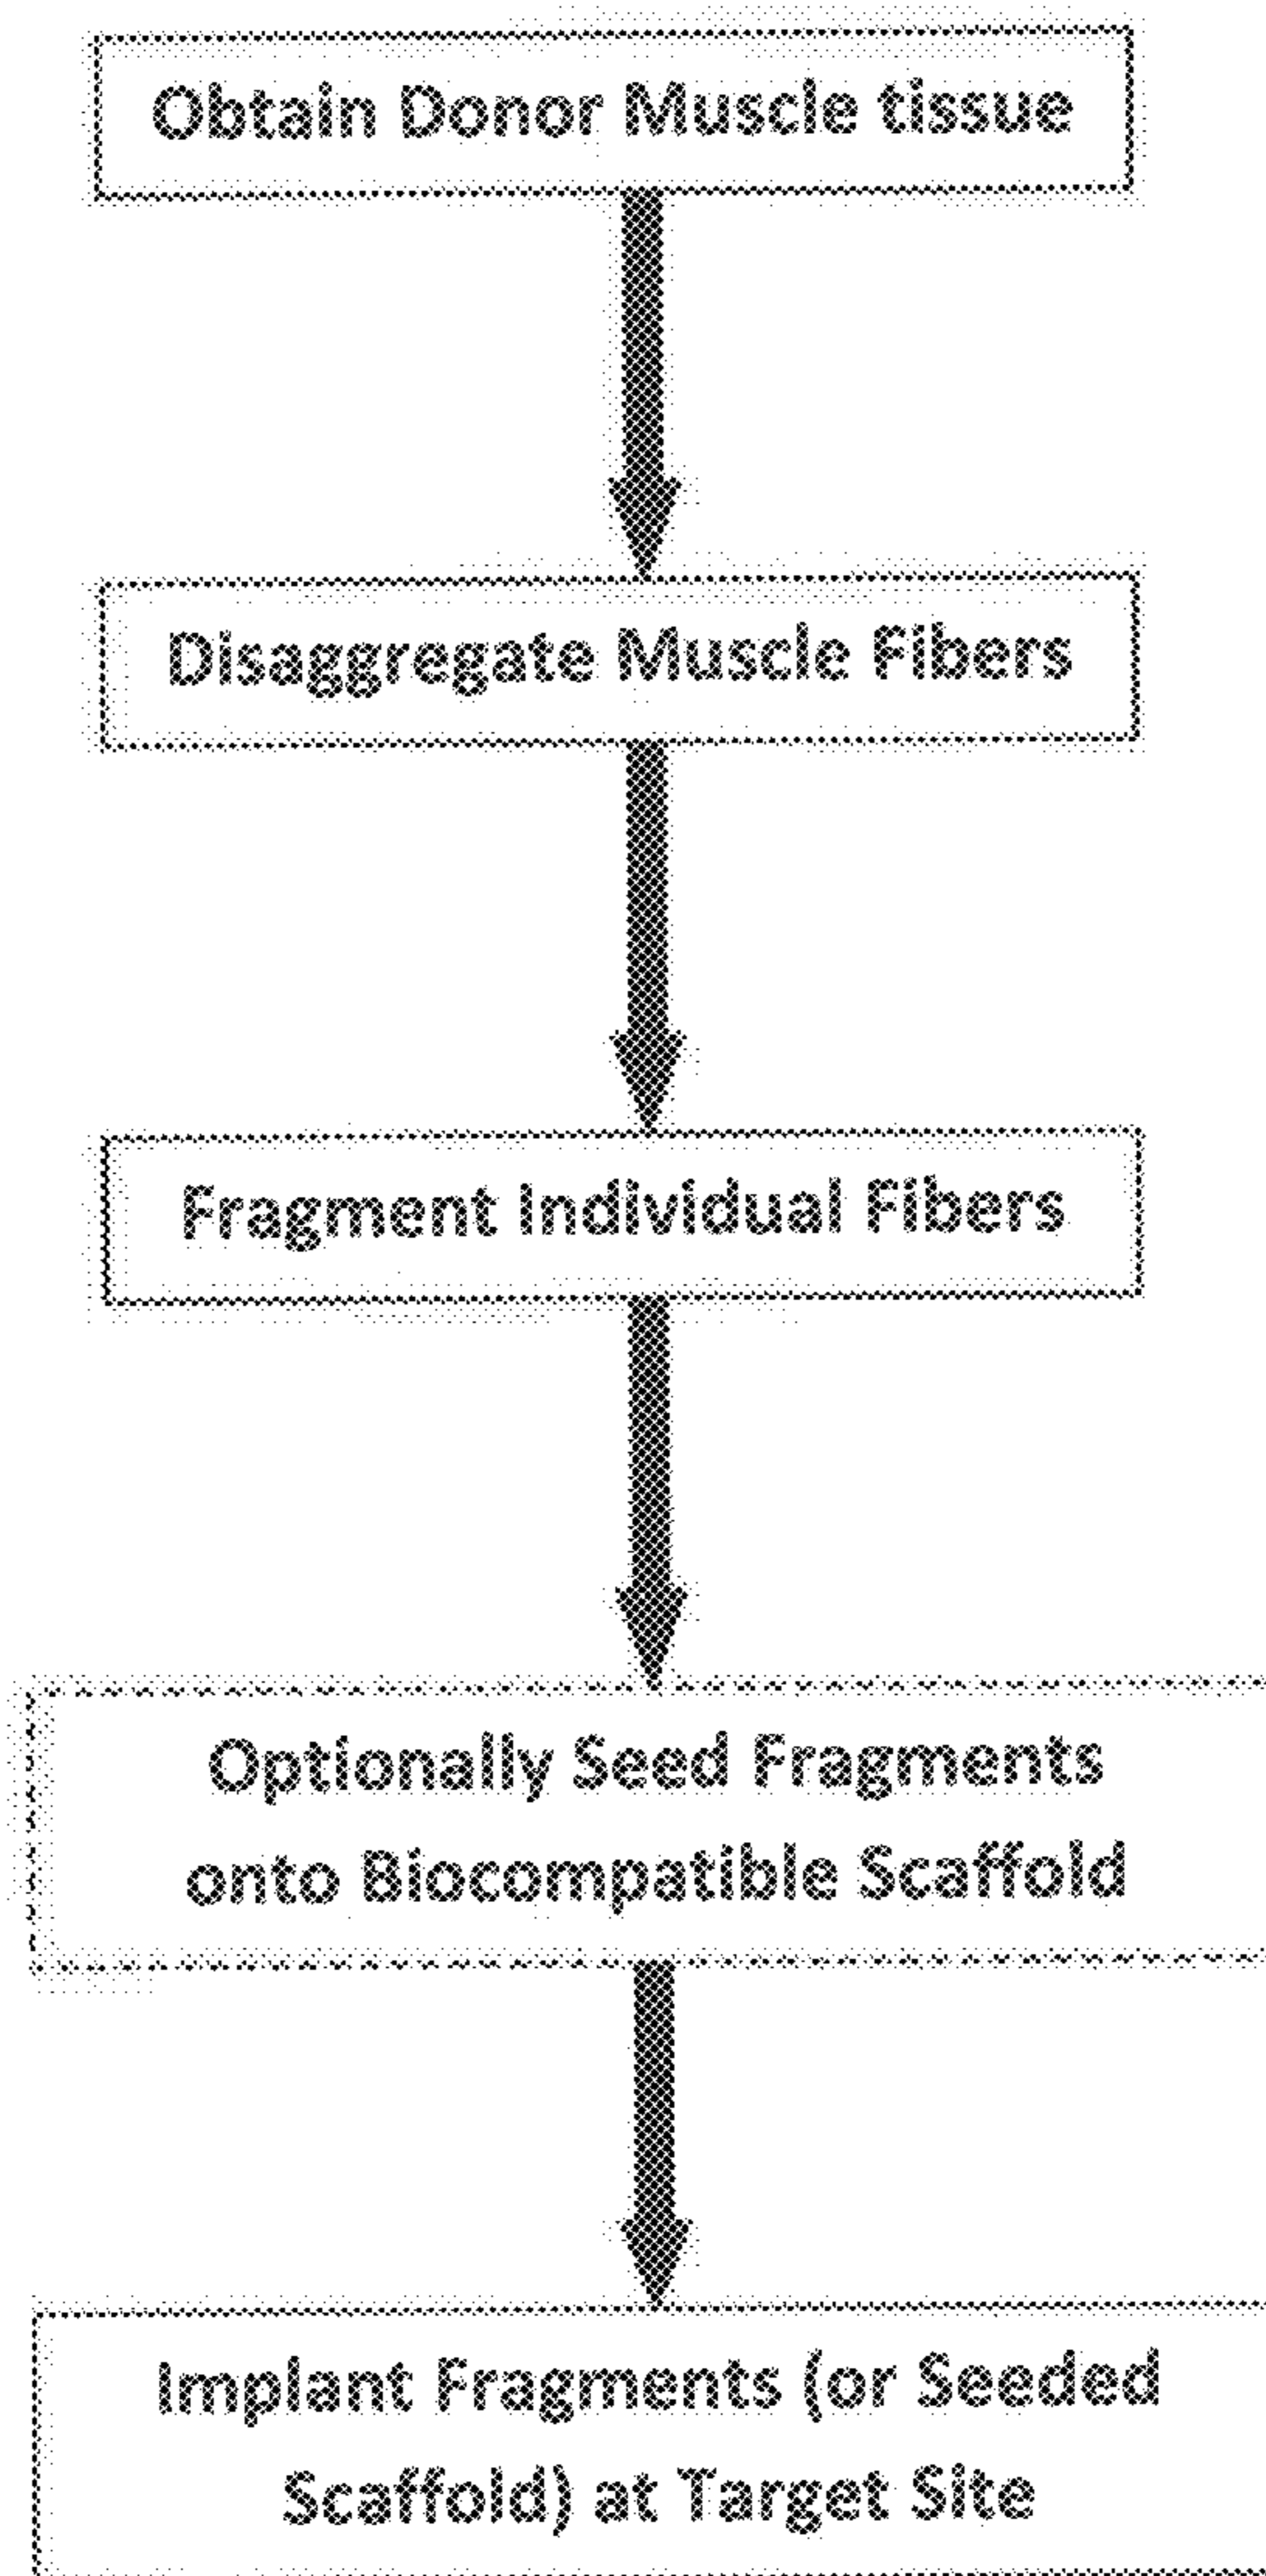 Obtain Donor Muscle tissue
Disaggregate Muscle Fibers
Fragment Individual Fibers
Optionally Seed Fragments
onto Biocompatible Scaffold
Implant Fragments (or Seeded
Scaffold) at Target Site